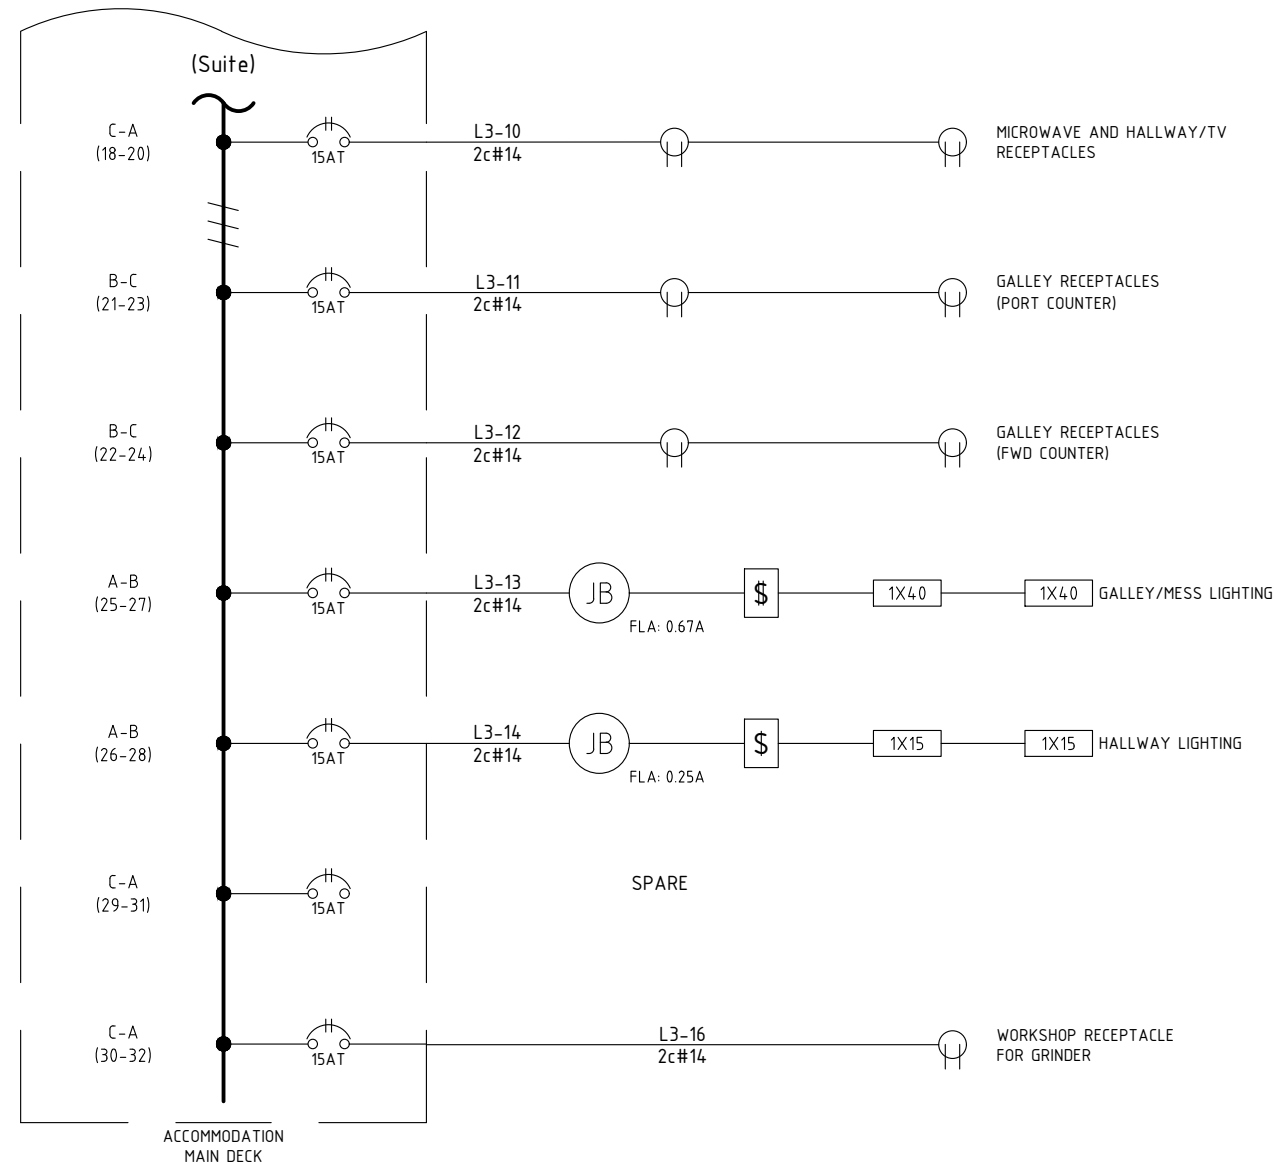 (Suite)
C-A
(18-20)
15AT
L3-10
2c#14
MICROWAVE AND HALLWAY/TV
RECEPTACLES
B-C
(21-23)
15AT
L3-11
2c#14
GALLEY RECEPTACLES
(PORT COUNTER)
B-C
(22-24)
15AT
L3-12
2c#14
GALLEY RECEPTACLES
(FWD COUNTER)
A-B
(25-27)
15AT
L3-13
2c#14
JB
FLA: 0.67A
$
1X40
1X40
GALLEY/MESS LIGHTING
A-B
(26-28)
15AT
L3-14
2c#14
JB
FLA: 0.25A
$
1X15
1X15
HALLWAY LIGHTING
C-A
(29-31)
15AT
SPARE
C-A
(30-32)
15AT
L3-16
2c#14
WORKSHOP RECEPTACLE
FOR GRINDER
ACCOMMODATION
MAIN DECK